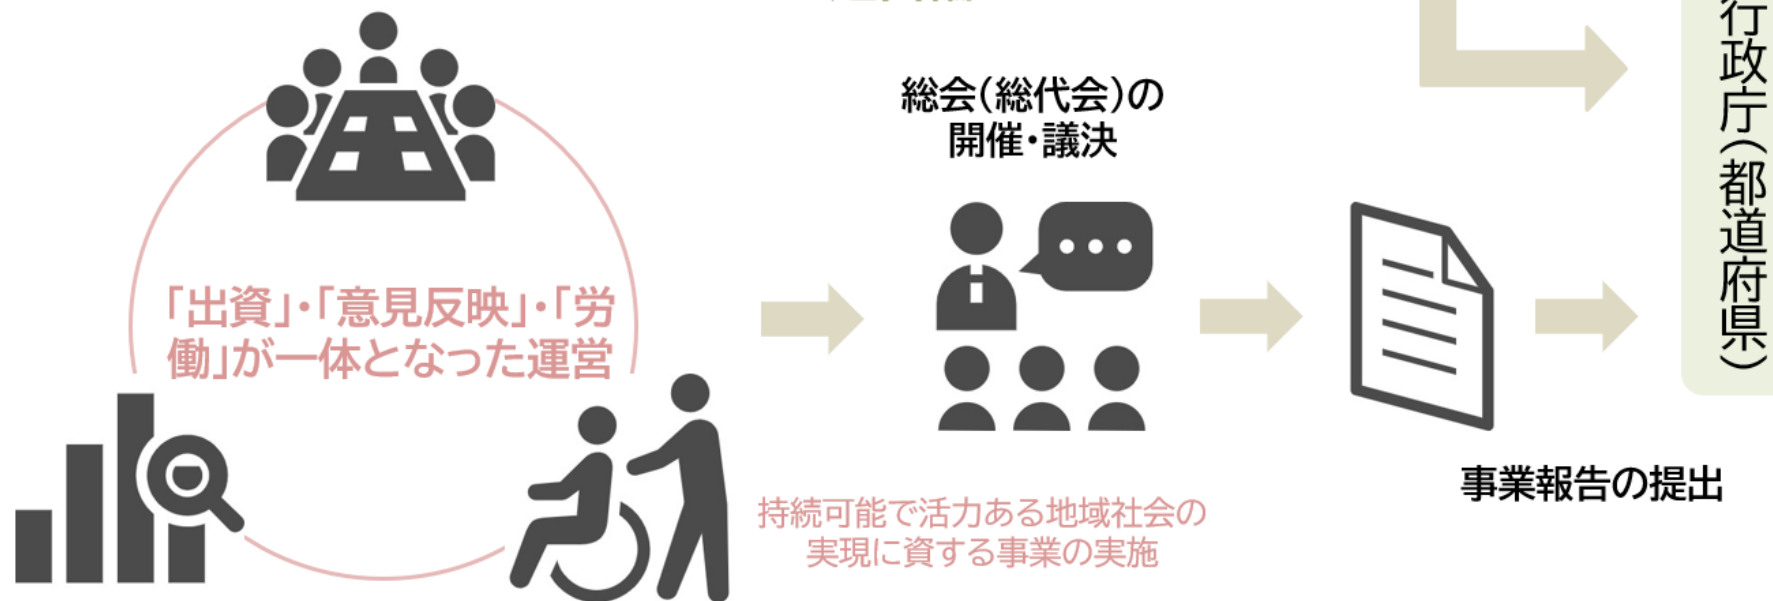 総会(総代会)の
開催・議決
行政庁(都道府県)
「出資」・「意見反映」・「労
働」が一体となった運営
事業報告の提出
持続可能で活力ある地域社会の
実現に資する事業の実施